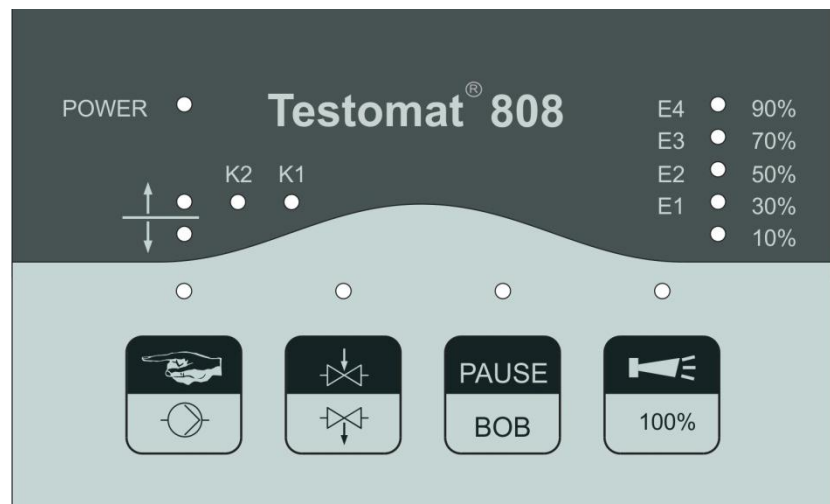 POWER
Testomat® 808
E4 90%
E3 70%
K2 K1
E2 50%
E1 30%
10%
PAUSE
BOB
100%